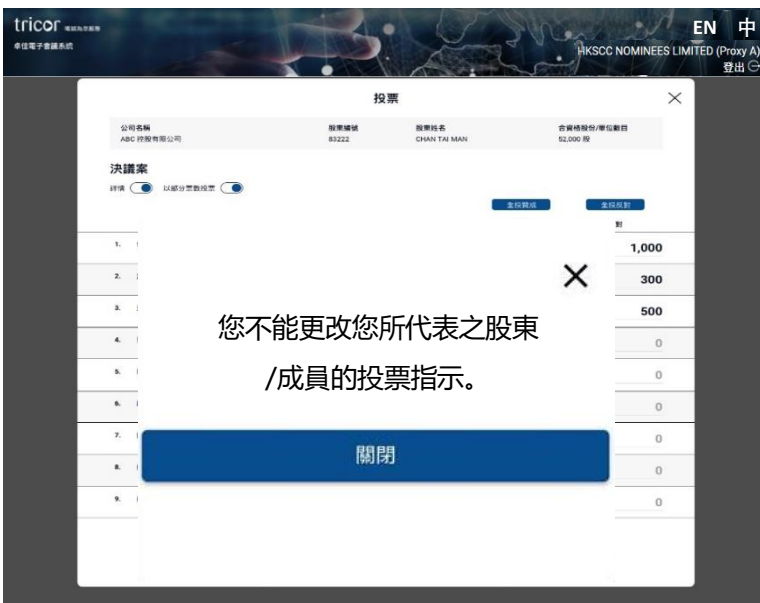 tricor
EN 中
卓佳電子會議系統
HKSCC NOMINEES LIMITED (Proxy A)
登出
投票
公司名稱 股東編號 股東姓名 合資格股份/單位數目
ABC 控股有限公司 83222 CHAN TAI MAN 52,000 股
決議案
詳情 以部分票數投票
全投贊成 全投反對
對
1. 1,000
2. 300
3. 500
您不能更改您所代表之股東
4. 0
/成員的投票指示。
5. 0
6. 0
7. 0
關閉
8. 0
9. 0